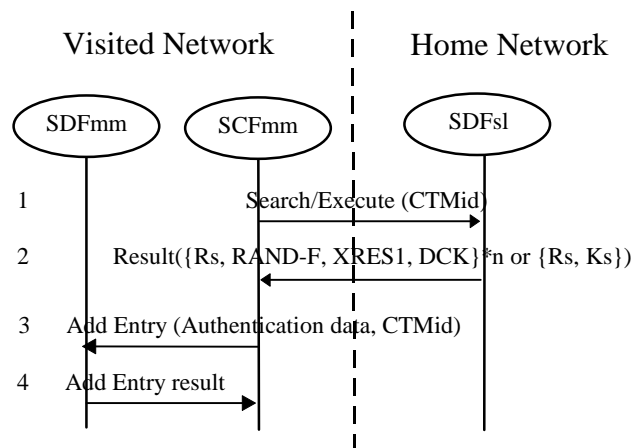 Visited Network
Home Network
SDFmm
SCFmm
SDFsl
1 Search/Execute (CTMid)
2 Result({Rs, RAND-F, XRES1, DCK}*n or {Rs, Ks})
3 Add Entry (Authentication data, CTMid)
4 Add Entry result